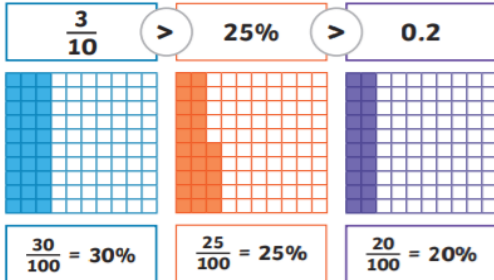 3/10 > 25% > 0.2
30/100 = 30% 25/100 = 25% 20/100 = 20%